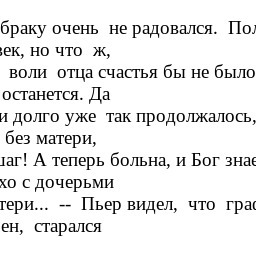 браку очень не радовался. Пол
век, но что ж,
воли отца счастья бы не было
останется. Да
и долго уже так продолжалось,
без матери,
шаг! А теперь больна, и Бог знае
хо с дочерьми
тери... -- Пьер видел, что гра
ен, старался